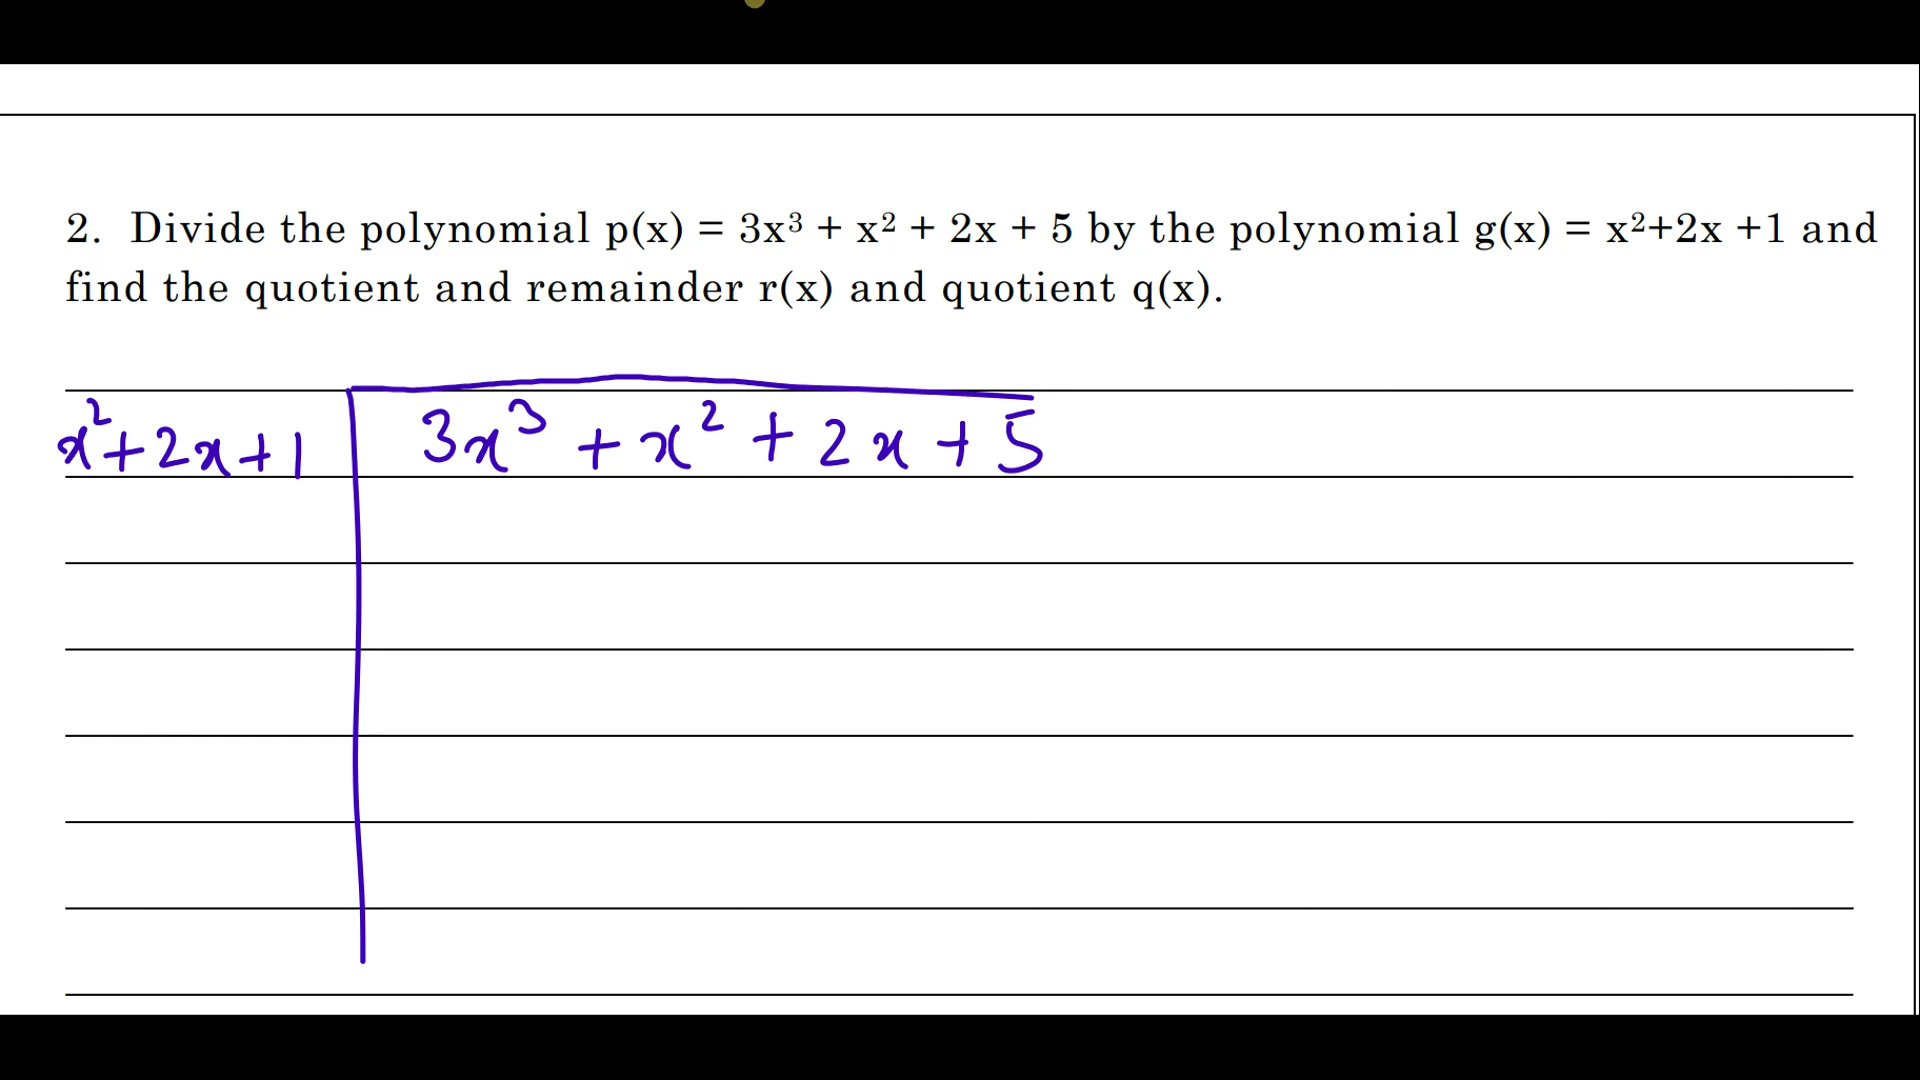 2. Divide the polynomial p(x) = 3x³ + x² + 2x + 5 by the polynomial g(x) = x²+2x +1 and
find the quotient and remainder r(x) and quotient q(x).
x²+2x+1 3x³ + x² + 2x + 5